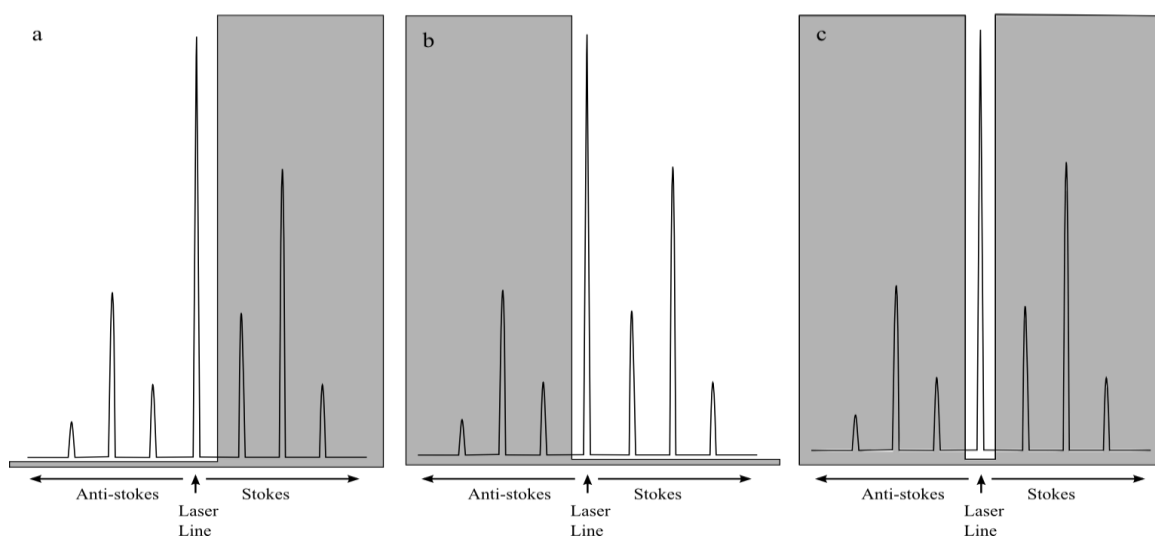 a
b
c
Anti-stokes
Stokes
Laser
Line
Anti-stokes
Stokes
Laser
Line
Anti-stokes
Stokes
Laser
Line